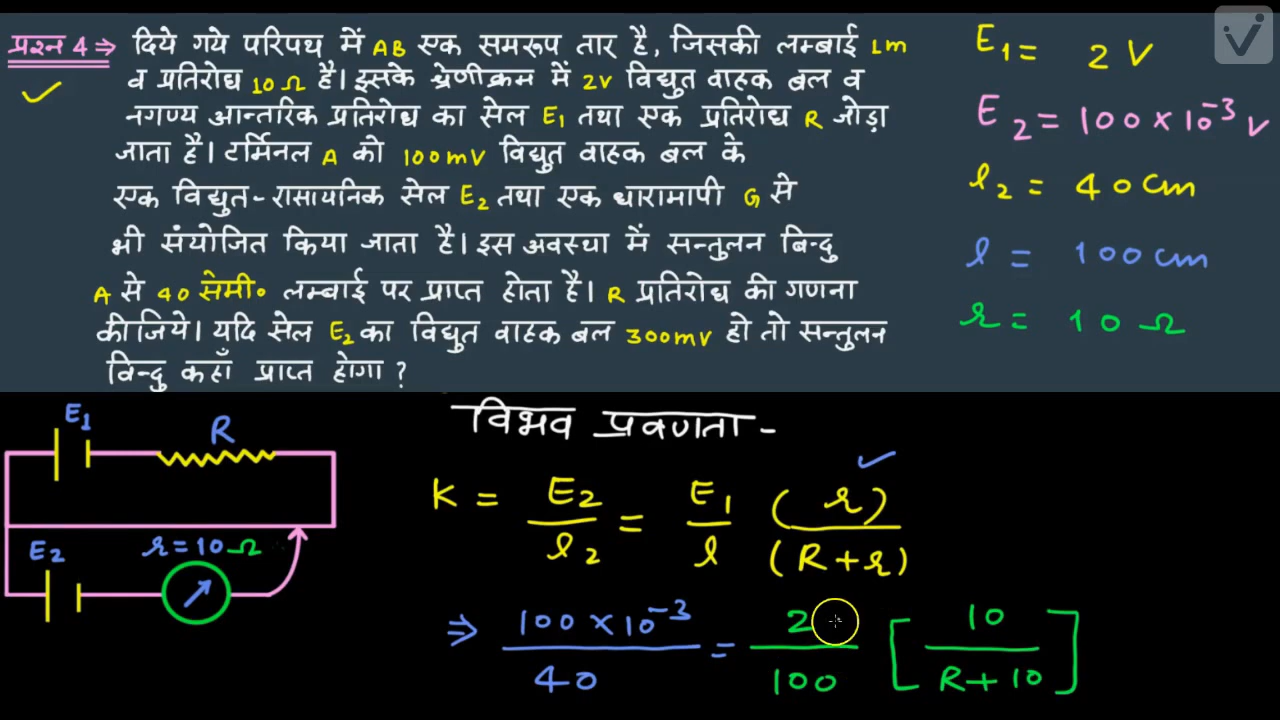 प्रश्न 4 ⇒ दिये गये परिपथ में AB एक समरूप तार है, जिसकी लम्बाई 1m
व प्रतिरोध 10 Ω है। इसके श्रेणीक्रम में 2V विद्युत वाहक बल व
नगण्य आन्तरिक प्रतिरोध का सेल E₁ तथा एक प्रतिरोध R जोड़ा
जाता है। टर्मिनल A को 100mV विद्युत वाहक बल के
एक विद्युत-रासायनिक सेल E₂ तथा एक धारामापी G से
भी संयोजित किया जाता है। इस अवस्था में सन्तुलन बिन्दु
A से 40 सेमी० लम्बाई पर प्राप्त होता है। R प्रतिरोध की गणना
कीजिये। यदि सेल E₂ का विद्युत वाहक बल 300mV हो तो सन्तुलन
विन्दु कहाँ प्राप्त होगा ?
E₁ = 2 V
E₂ = 100 × 10⁻³ V
l₂ = 40 cm
l = 100 cm
r = 10 Ω
E₁
R
E₂
r = 10 Ω
विभव प्रवणता -
K = E₂/l₂ = E₁/l (r)/(R+r)
⇒ 100 × 10⁻³/40 = 2/100 [10/R+10]